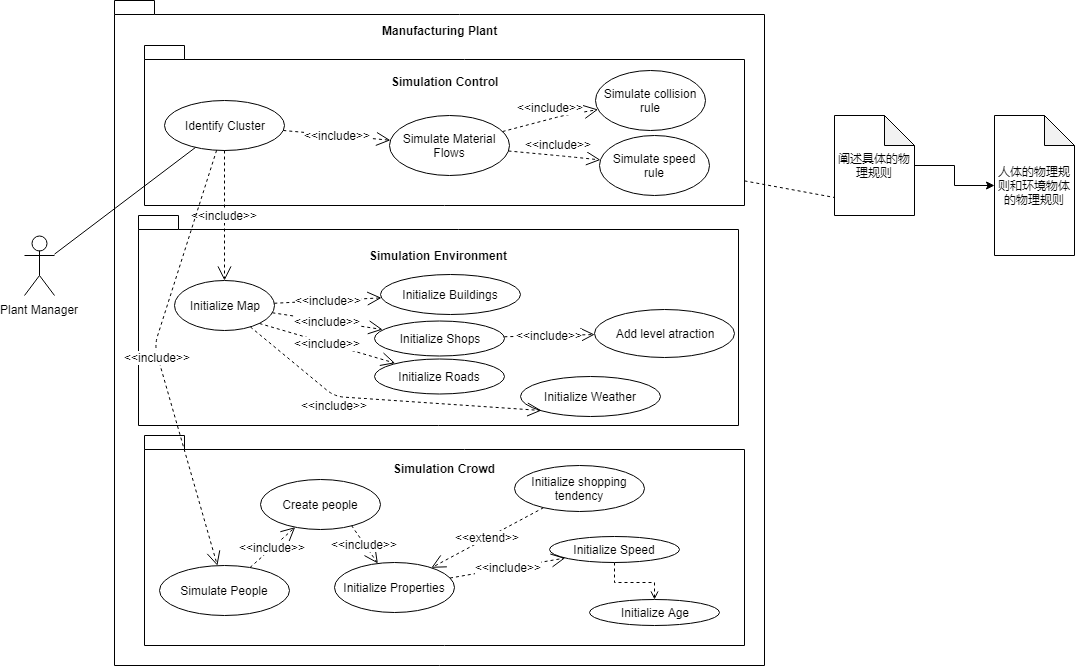 Manufacturing Plant
Simulation Control
Identify Cluster
<<include>>
Simulate Material
Flows
<<include>>
Simulate collision
rule
<<include>>
Simulate speed
rule
阐述具体的物
理规则
人体的物理规
则和环境物体
的物理规则
<<include>>
Plant Manager
Simulation Environment
Initialize Map
<<include>>
Initialize Buildings
<<include>>
Initialize Shops
<<include>>
Add level atraction
<<include>>
Initialize Roads
<<include>>
Initialize Weather
<<include>>
Simulation Crowd
Create people
Initialize shopping
tendency
<<include>>
<<include>>
<<extend>>
Initialize Speed
Simulate People
Initialize Properties
<<include>>
Initialize Age